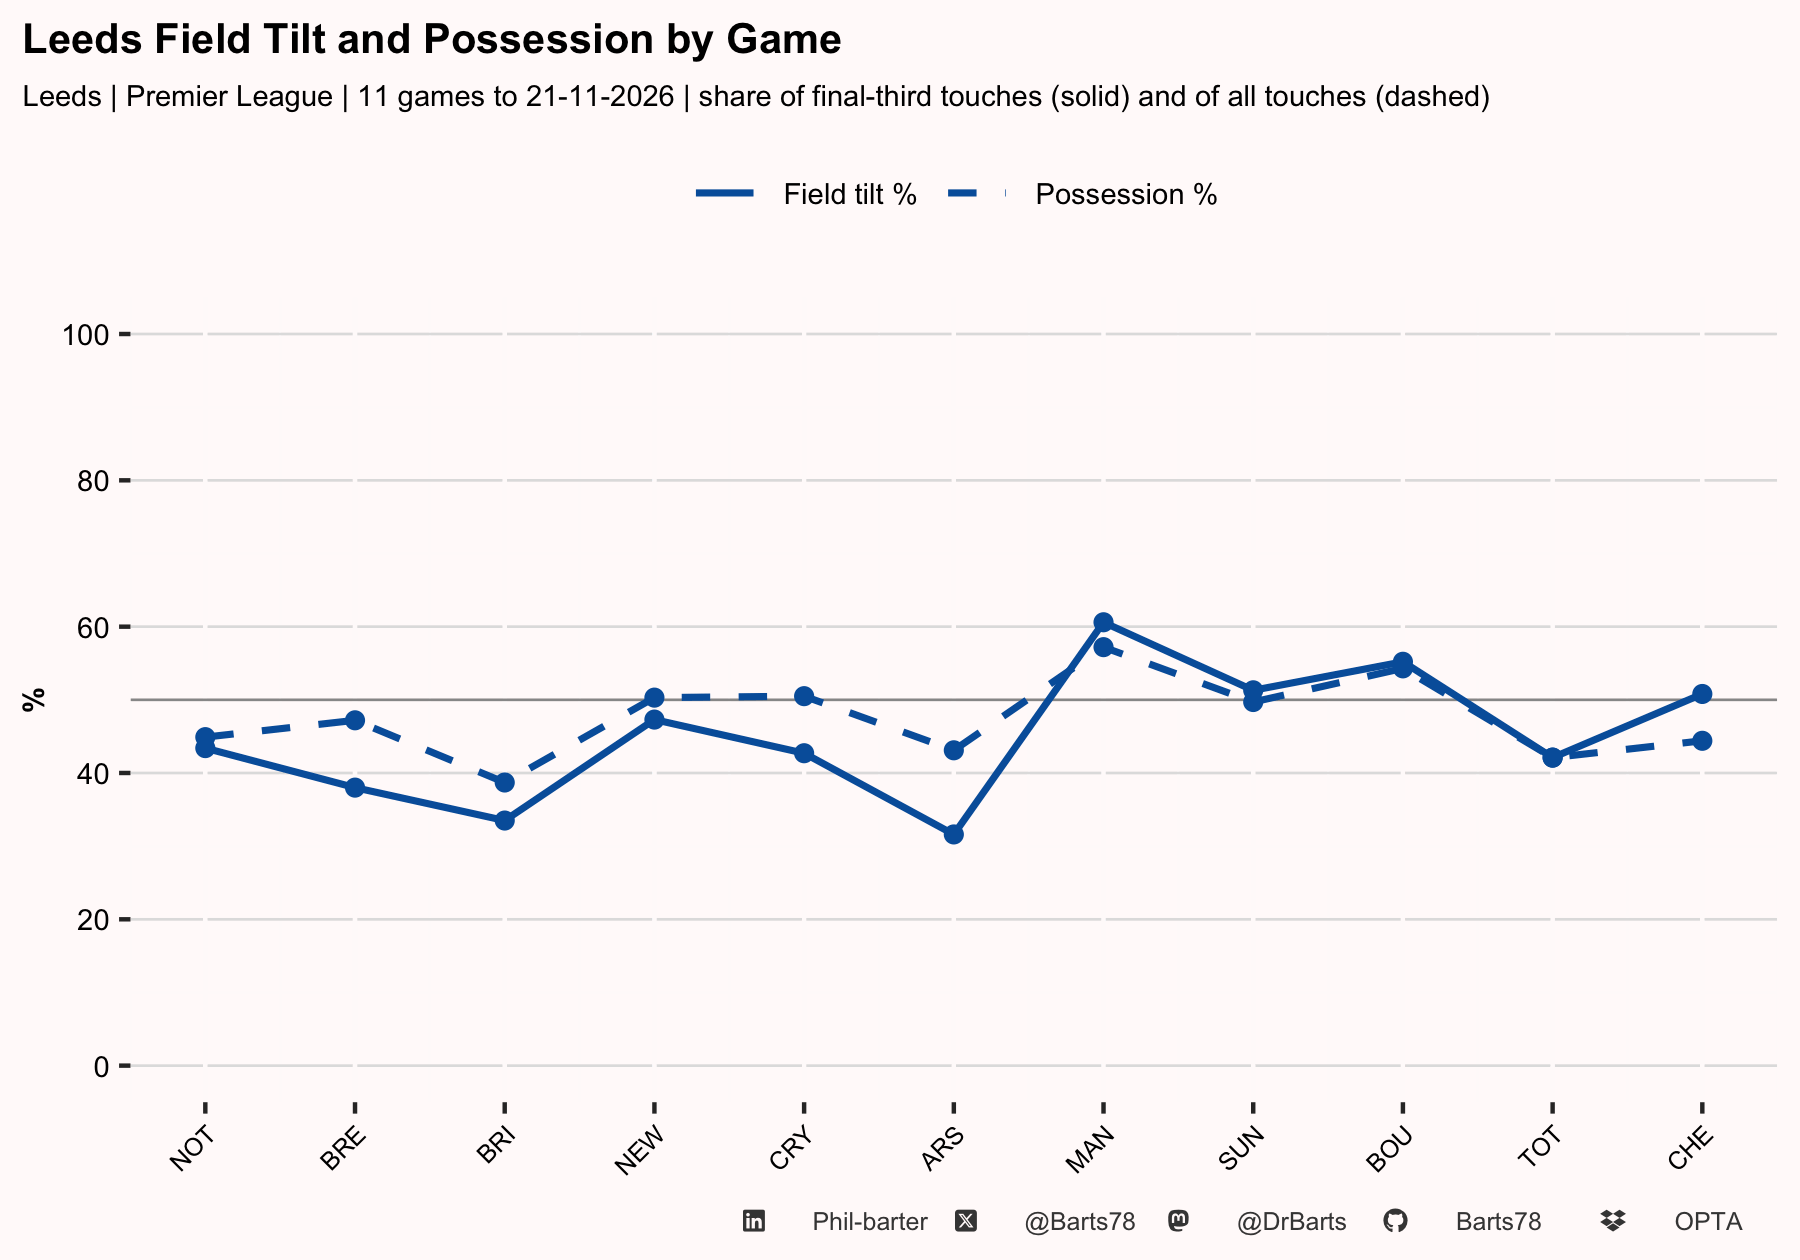 Leeds Field Tilt and Possession by Game
Leeds | Premier League | 11 games to 21-11-2026 | share of final-third touches (solid) and of all touches (dashed)
Field tilt % Possession %
100
80
60
%
40
20
0
NOT BRE BRI NEW CRY ARS MAN SUN BOU TOT CHE
Phil-barter @Barts78 @DrBarts Barts78 OPTA